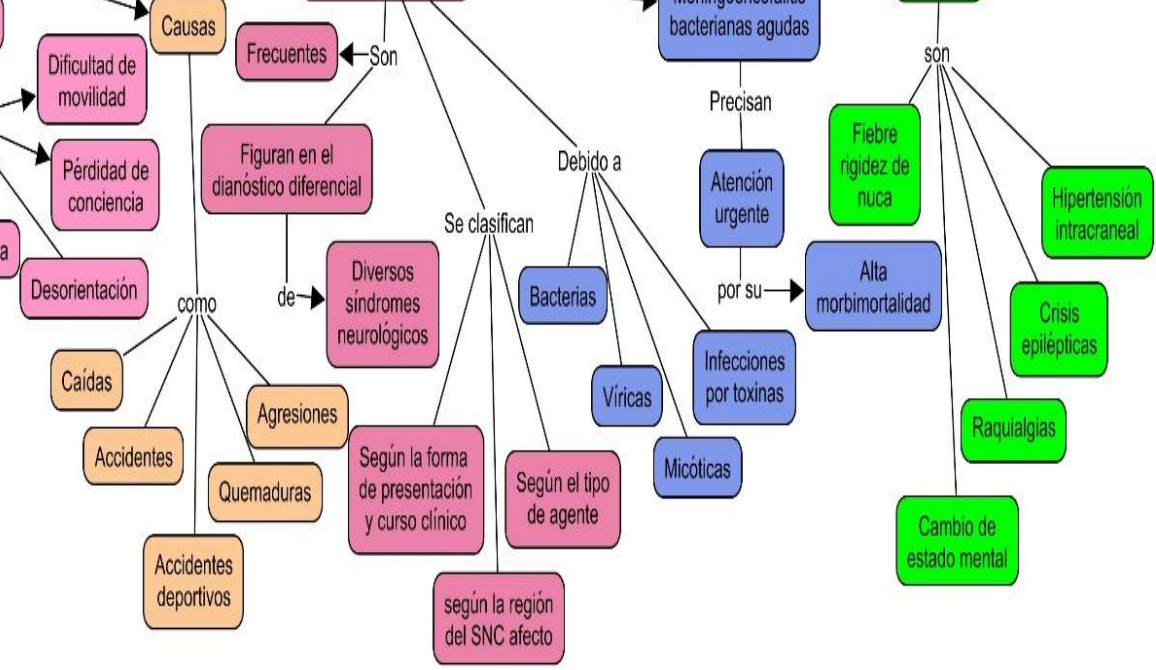 Causas
Dificultad de
movilidad
Pérdidad de
conciencia
a
Desorientación
como
Caídas
Accidentes
Accidentes
deportivos
Quemaduras
Agresiones
Frecuentes
Son
Figuran en el
dianóstico diferencial
de
Diversos
síndromes
neurológicos
Se clasifican
Según la forma
de presentación
y curso clínico
según la región
del SNC afecto
Según el tipo
de agente
Debido a
Bacterias
Víricas
Micóticas
Infecciones
por toxinas
Meningoencefalitis
bacterianas agudas
Precisan
Atención
urgente
por su
Alta
morbimortalidad
son
Fiebre
rigidez de
nuca
Cambio de
estado mental
Raquialgias
Crisis
epilépticas
Hipertensión
intracraneal